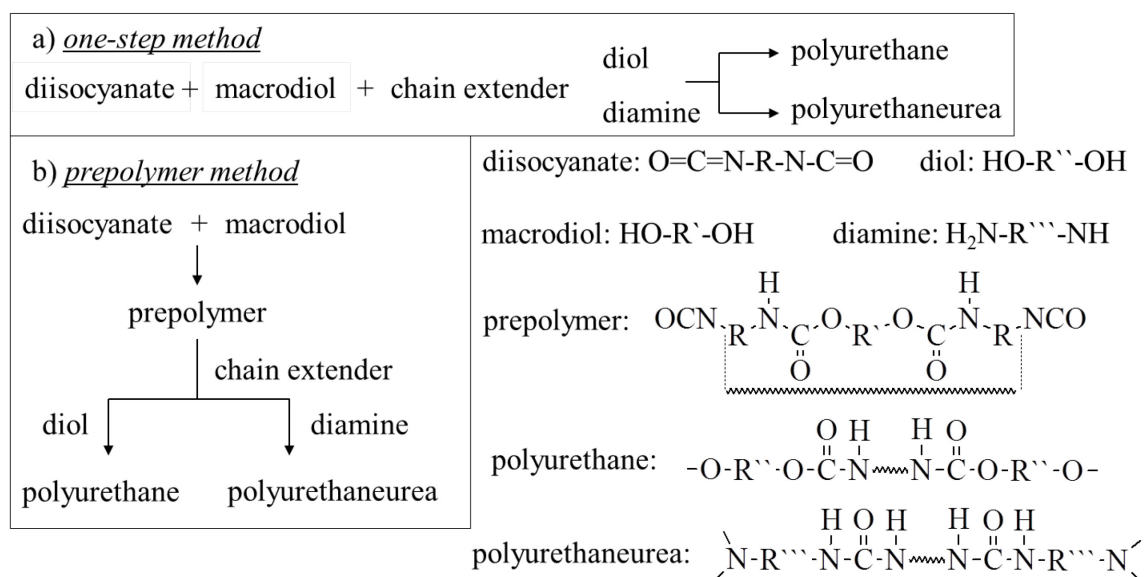 a) one-step method
diisocyanate + macrodiol + chain extender
diol
diamine
polyurethane
polyurethaneurea
b) prepolymer method
diisocyanate + macrodiol
prepolymer
chain extender
diol
diamine
polyurethane
polyurethaneurea
diisocyanate: O=C=N-R-N-C=O
diol: HO-R``-OH
macrodiol: HO-R`-OH
diamine: H₂N-R```-NH
prepolymer:
H H
OCN R N C O R` O C N R NCO
O O
polyurethane:
O H H O
-O-R``-O-C-N N-C-O-R``-O-
polyurethaneurea:
H O H H O H
N-R```-N-C-N N-C-N-R```-N